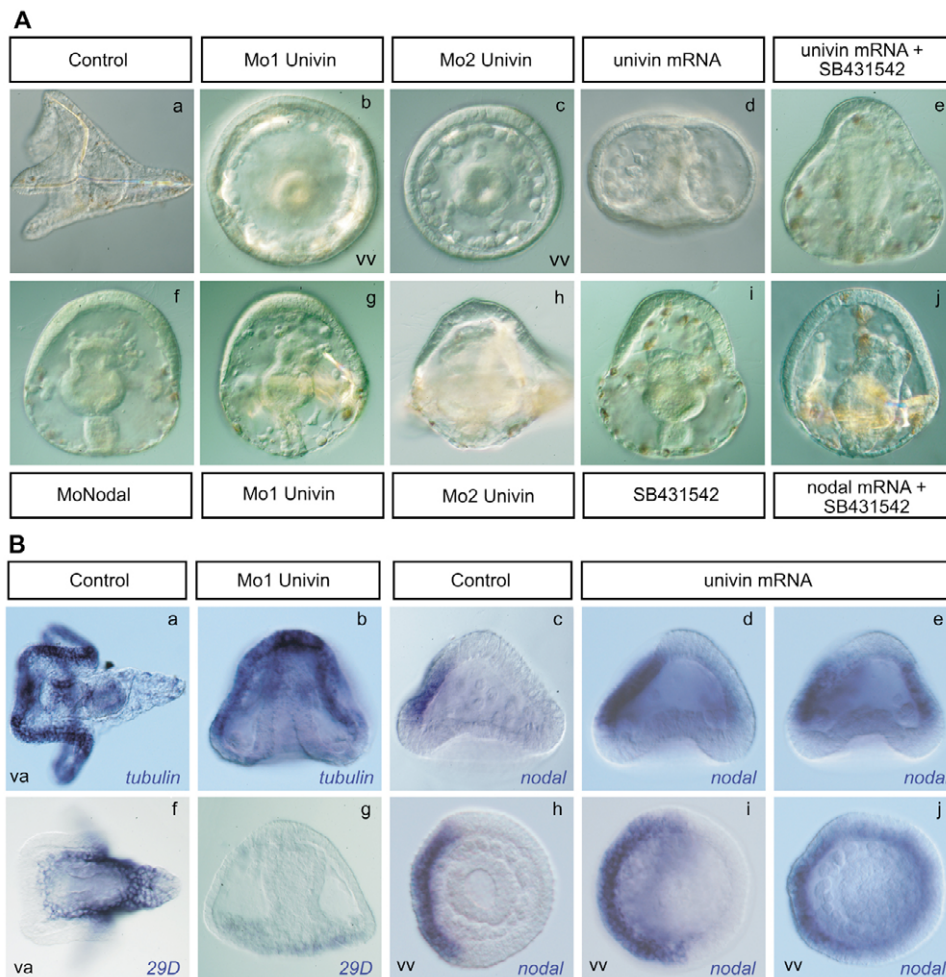 A
Control
Mo1 Univin
Mo2 Univin
univin mRNA
univin mRNA +
SB431542
a
b
c
d
e
vv
vv
f
g
h
i
j
MoNodal
Mo1 Univin
Mo2 Univin
SB431542
nodal mRNA +
SB431542
B
Control
Mo1 Univin
Control
univin mRNA
a
b
c
d
e
va
tubulin
tubulin
nodal
nodal
nodal
f
g
h
i
j
va
29D
29D
vv
nodal
vv
nodal
vv
nodal